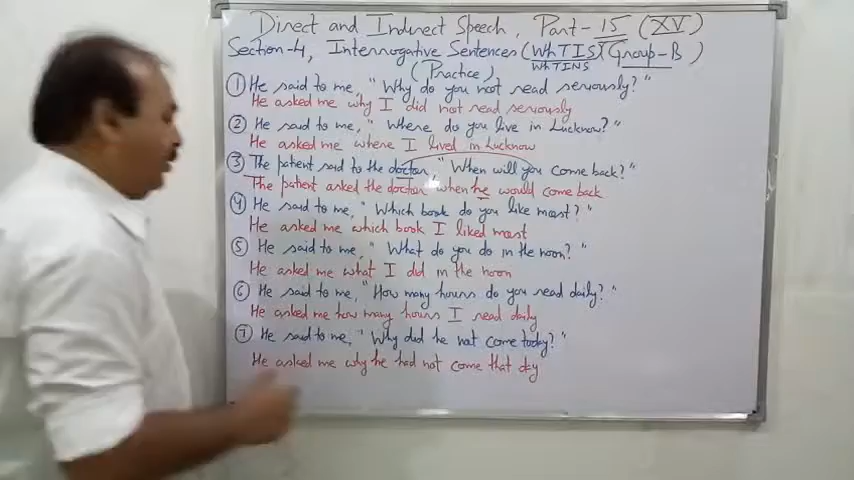 Direct and Indirect Speech, Part-15 (XV)
Section-4, Interrogative Sentences (WhTIS) (Group-B)
WhTINS
(Practice)
① He said to me, "Why do you not read seriously?"
He asked me why I did not read seriously
② He said to me, "Where do you live in Lucknow?"
He asked me where I lived in Lucknow
③ The patient said to the doctor, "When will you come back?"
The patient asked the doctor when he would come back
④ He said to me, "Which book do you like most?"
He asked me which book I liked most
⑤ He said to me, "What do you do in the noon?"
He asked me what I did in the noon
⑥ He said to me, "How many hours do you read daily?"
He asked me how many hours I read daily
⑦ He said to me, "Why did he not come today?"
He asked me why he had not come that day